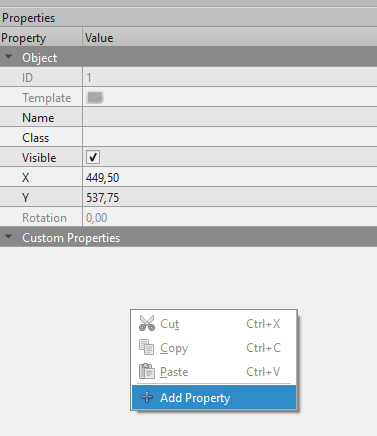 Properties
Property Value
Object
ID 1
Template
Name
Class
Visible
X 449,50
Y 537,75
Rotation 0,00
Custom Properties
Cut Ctrl+X
Copy Ctrl+C
Paste Ctrl+V
Add Property